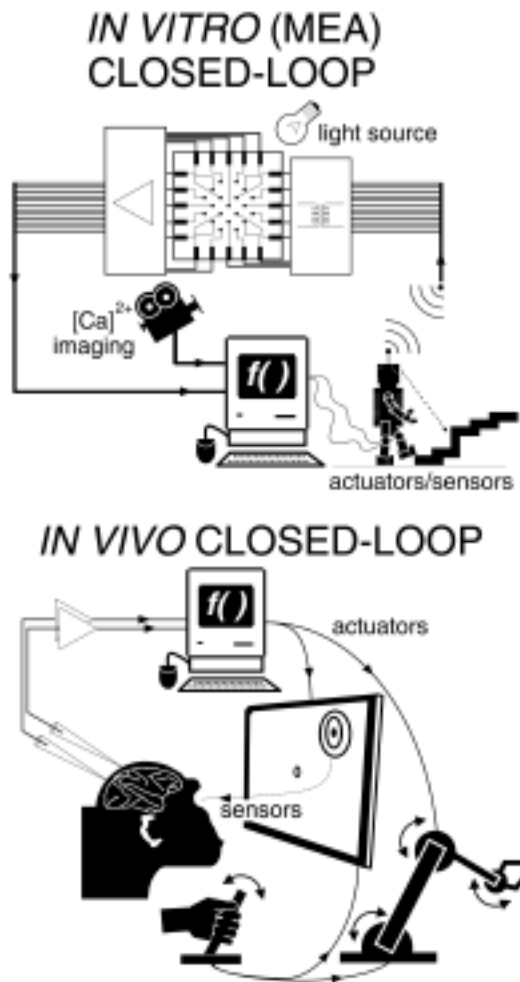 IN VITRO (MEA)
CLOSED-LOOP
light source
[Ca]²⁺
imaging
f( )
actuators/sensors
IN VIVO CLOSED-LOOP
f( )
actuators
sensors